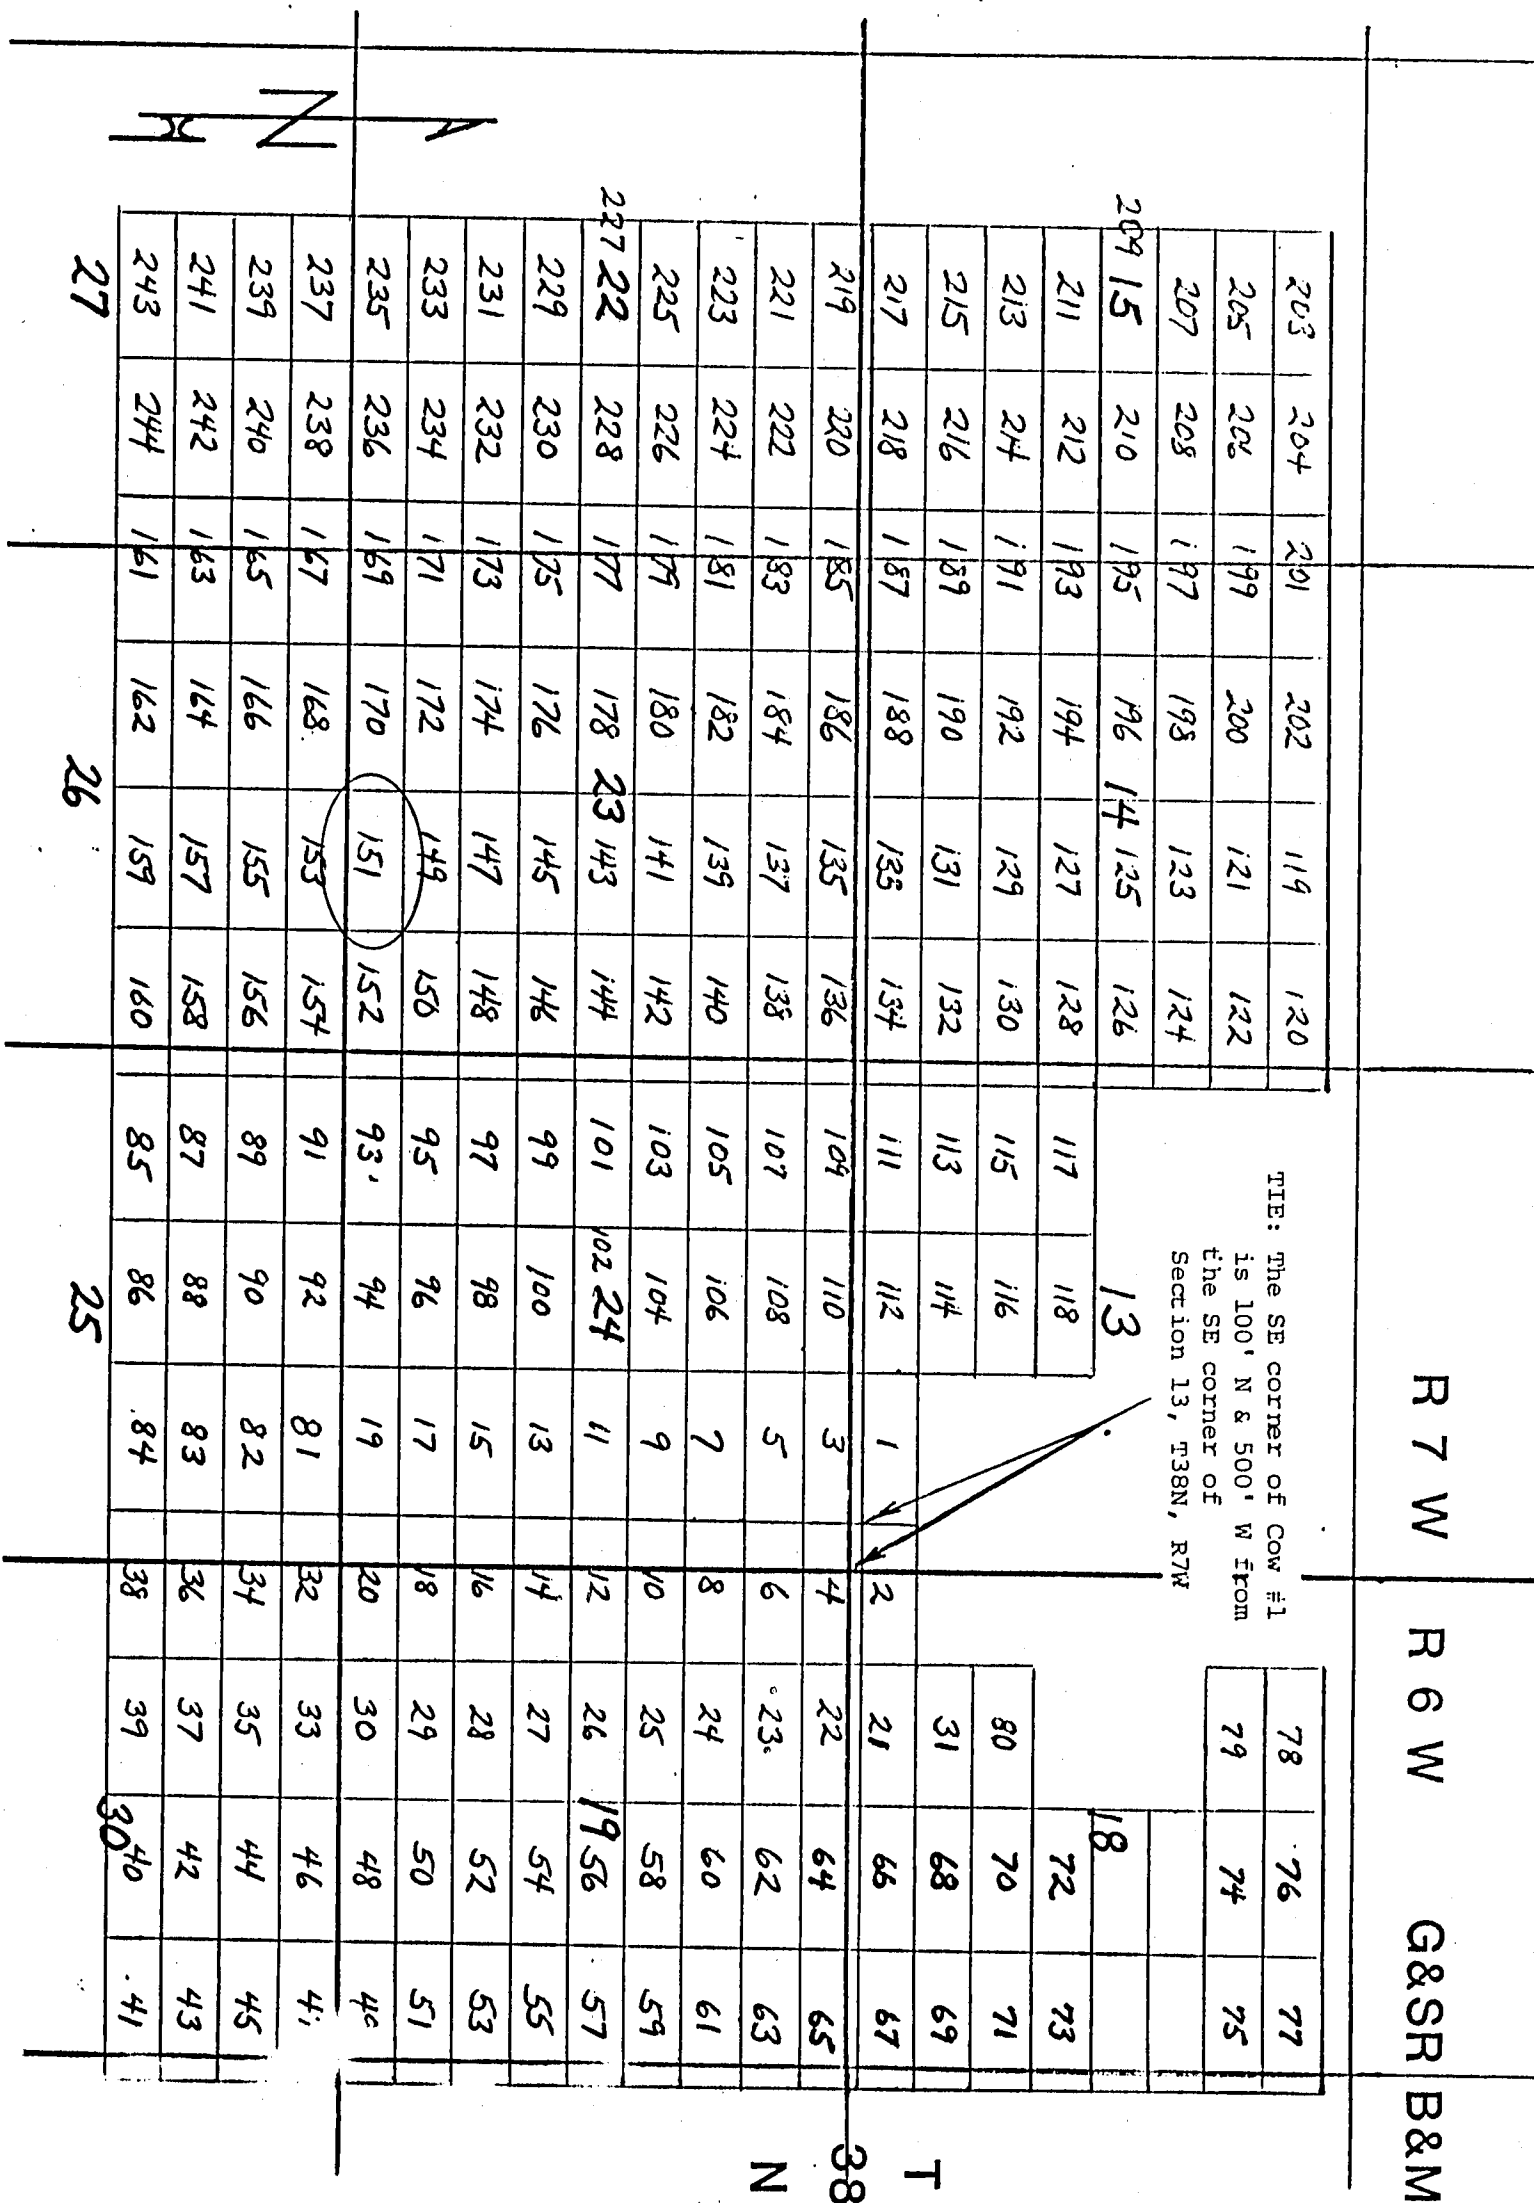 R 7 W R 6 W G&SR B&M
TIE: The SE corner of Cow #1
is 100' N & 500' W from
the SE corner of
Section 13, T38N, R7W
203 204 201 202 119 120 78 76 77
205 206 199 200 121 122 79 74 75
207 208 197 198 123 124
209 15 210 195 196 14 125 126 13 18
211 212 193 194 127 128 117 118 72 73
213 214 191 192 129 130 115 116 80 70 71
215 216 189 190 131 132 113 114 31 68 69
T
217 218 187 188 133 134 111 112 1 2 21 66 67
219 220 185 186 135 136 109 110 3 4 22 64 65 38
221 222 183 184 137 138 107 108 5 6 23 62 63
N
223 224 181 182 139 140 105 106 7 8 24 60 61
225 226 179 180 141 142 103 104 9 10 25 58 59
227 22 228 177 178 23 143 144 101 102 24 11 12 26 19 56 57
229 230 175 176 145 146 99 100 13 14 27 54 55
231 232 173 174 147 148 97 98 15 16 28 52 53
233 234 171 172 149 150 95 96 17 18 29 50 51
235 236 169 170 151 152 93 94 19 20 30 48
237 238 167 168 153 154 91 92 81 32 33 46
239 240 165 166 155 156 89 90 82 34 35 44 45
241 242 163 164 157 158 87 88 83 36 37 42 43
243 244 161 162 159 160 85 86 84 38 39 30 40 41
27 26 25
N